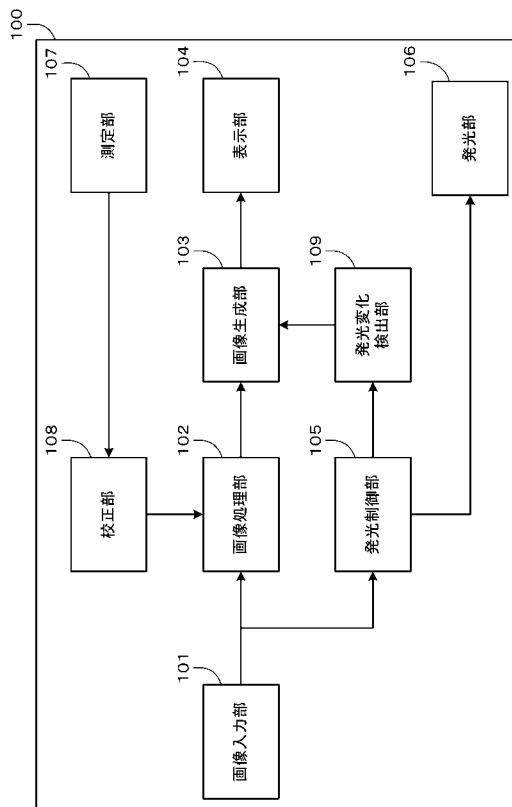 100
107
測定部
108
校正部
104
表示部
103
画像生成部
102
画像処理部
101
画像入力部
109
発光変化
検出部
105
発光制御部
106
発光部